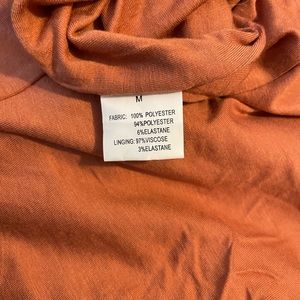 M
FABRIC: 100% POLYESTER
94%POLYESTER
6%ELASTANE
LINGING: 97%VISCOSE
3%ELASTANE